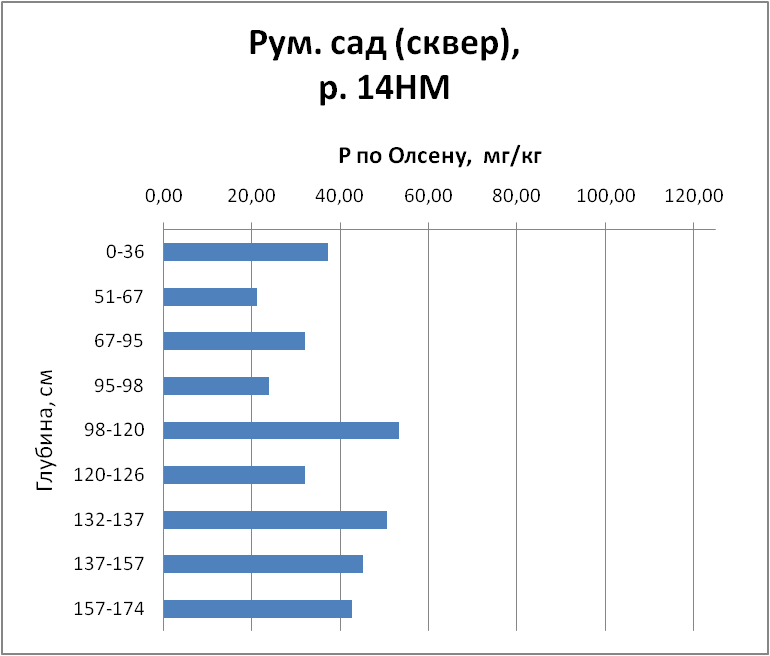 Рум. сад (сквер),
р. 14НМ
Р по Олсену,  мг/кг
0,00 20,00 40,00 60,00 80,00 100,00 120,00
Глубина, см
0-36
51-67
67-95
95-98
98-120
120-126
132-137
137-157
157-174